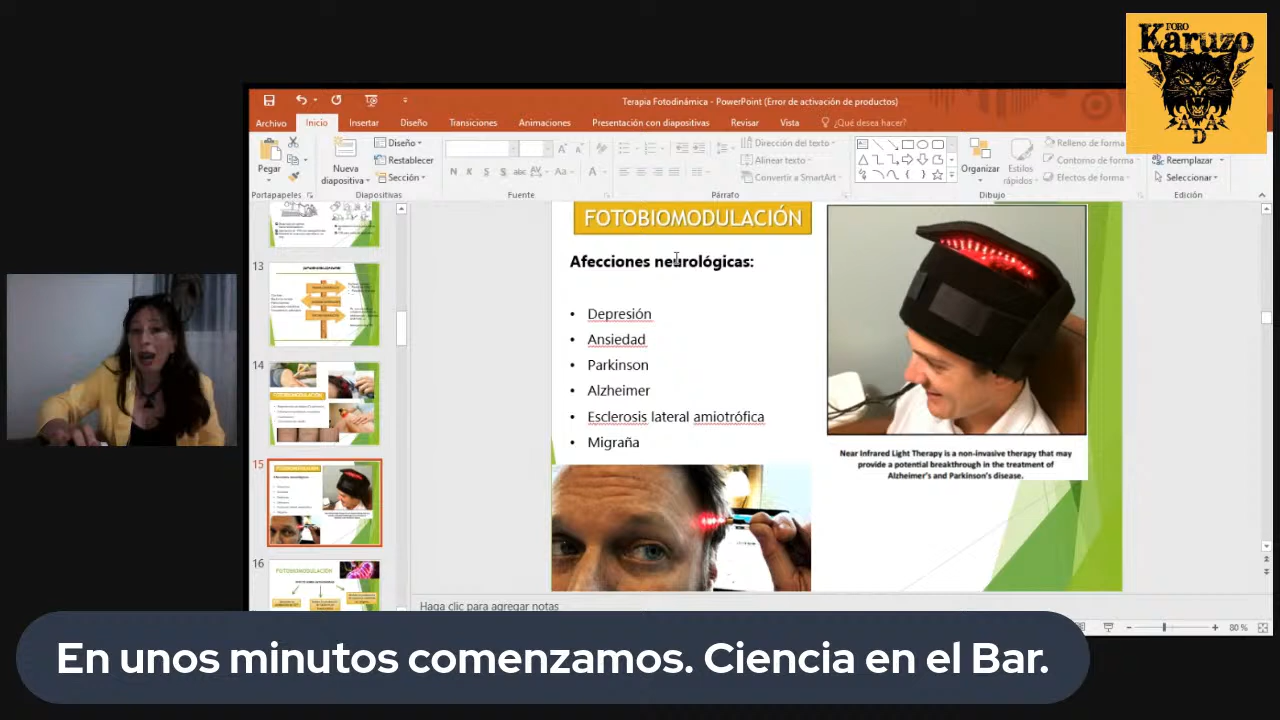 FORO
Karuzo
Terapia Fotodinámica - PowerPoint (Error de activación de productos)
Archivo
Inicio
Insertar
Diseño
Transiciones
Animaciones
Presentación con diapositivas
Revisar
Vista
¿Qué desea hacer?
Pegar
Portapapeles
Nueva
diapositiva
Diseño
Restablecer
Sección
Diapositivas
N K S S abc AV Aa A
Fuente
Párrafo
Dirección del texto
Alinear texto
Convertir a SmartArt
Organizar
Estilos
rápidos
Relleno de forma
Contorno de forma
Efectos de forma
Dibujo
Reemplazar
Seleccionar
Edición
13
14
15
16
FOTOBIOMODULACIÓN
FOTOBIOMODULACIÓN
Afecciones neurológicas:
• Depresión
• Ansiedad
• Parkinson
• Alzheimer
• Esclerosis lateral amiotrófica
• Migraña
Near Infrared Light Therapy is a non-invasive therapy that may
provide a potential breakthrough in the treatment of
Alzheimer's and Parkinson's disease.
Haga clic para agregar notas
80 %
En unos minutos comenzamos. Ciencia en el Bar.